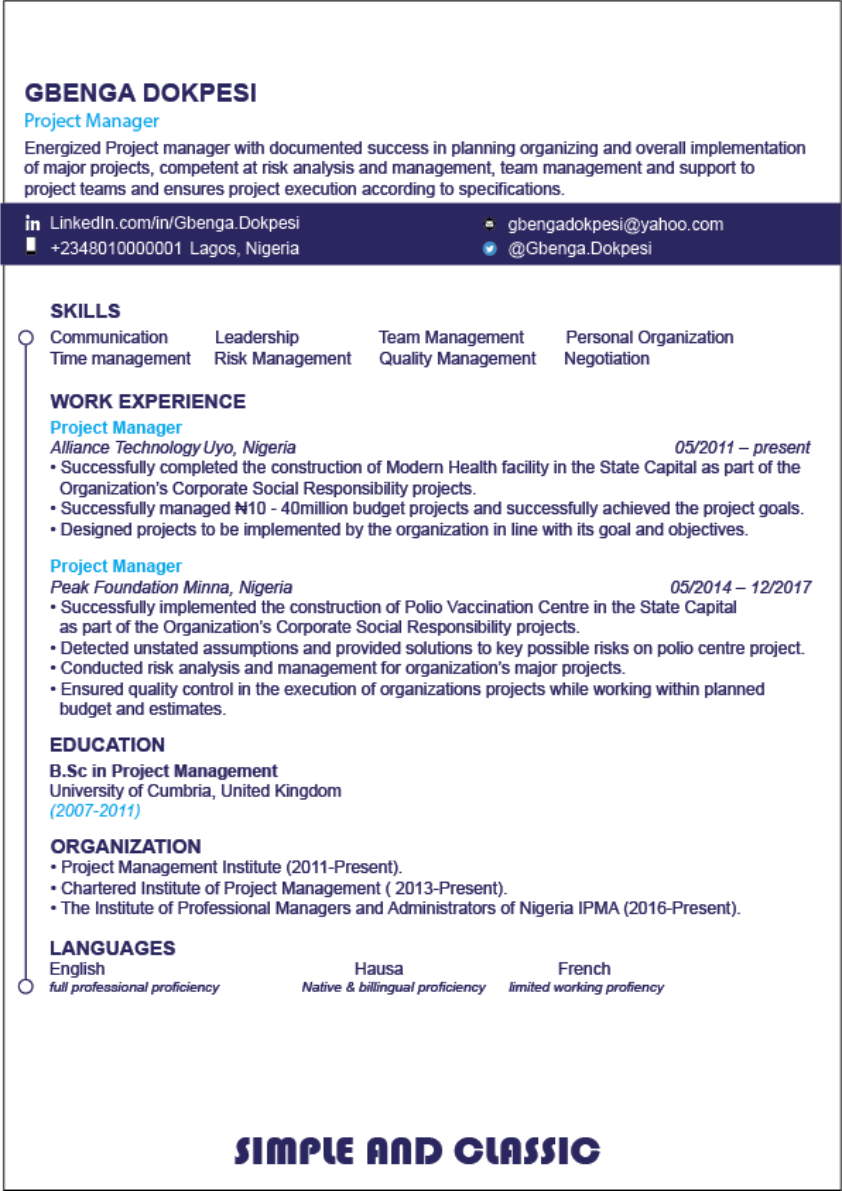 GBENGA DOKPESI
Project Manager
Energized Project manager with documented success in planning organizing and overall implementation
of major projects, competent at risk analysis and management, team management and support to
project teams and ensures project execution according to specifications.
in LinkedIn.com/in/Gbenga.Dokpesi gbengadokpesi@yahoo.com
+2348010000001 Lagos, Nigeria @Gbenga.Dokpesi
SKILLS
Communication Leadership Team Management Personal Organization
Time management Risk Management Quality Management Negotiation
WORK EXPERIENCE
Project Manager
Alliance Technology Uyo, Nigeria 05/2011 – present
• Successfully completed the construction of Modern Health facility in the State Capital as part of the
Organization's Corporate Social Responsibility projects.
• Successfully managed ₦10 - 40million budget projects and successfully achieved the project goals.
• Designed projects to be implemented by the organization in line with its goal and objectives.
Project Manager
Peak Foundation Minna, Nigeria 05/2014 – 12/2017
• Successfully implemented the construction of Polio Vaccination Centre in the State Capital
as part of the Organization's Corporate Social Responsibility projects.
• Detected unstated assumptions and provided solutions to key possible risks on polio centre project.
• Conducted risk analysis and management for organization's major projects.
• Ensured quality control in the execution of organizations projects while working within planned
budget and estimates.
EDUCATION
B.Sc in Project Management
University of Cumbria, United Kingdom
(2007-2011)
ORGANIZATION
• Project Management Institute (2011-Present).
• Chartered Institute of Project Management ( 2013-Present).
• The Institute of Professional Managers and Administrators of Nigeria IPMA (2016-Present).
LANGUAGES
English Hausa French
full professional proficiency Native & billingual proficiency limited working profiency
SIMPLE AND CLASSIC